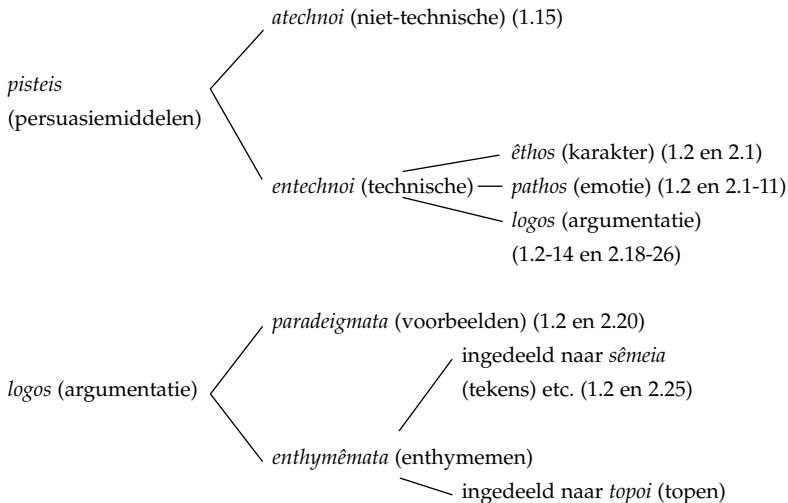 atechnoi (niet-technische) (1.15)
pisteis
(persuasiemiddelen)
êthos (karakter) (1.2 en 2.1)
entechnoi (technische)
pathos (emotie) (1.2 en 2.1-11)
logos (argumentatie)
(1.2-14 en 2.18-26)
paradeigmata (voorbeelden) (1.2 en 2.20)
ingedeeld naar sêmeia
(tekens) etc. (1.2 en 2.25)
logos (argumentatie)
enthymêmata (enthymemen)
ingedeeld naar topoi (topen)